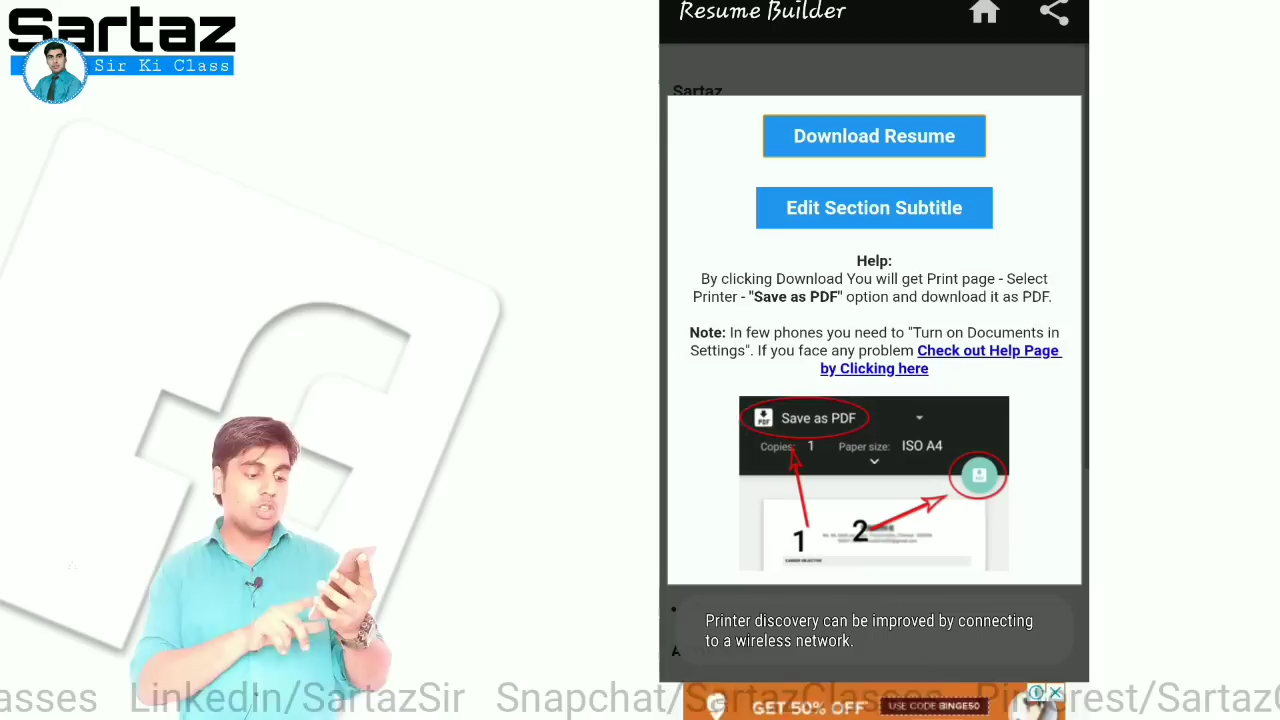 Sartaz
Sir Ki Class
Resume Builder
Sartaz
Download Resume
Edit Section Subtitle
Help:
By clicking Download You will get Print page - Select
Printer - "Save as PDF" option and download it as PDF.
Note: In few phones you need to "Turn on Documents in
Settings". If you face any problem Check out Help Page
by Clicking here
PDF
Save as PDF
Copies: 1 Paper size: ISO A4
1
2
CAREER OBJECTIVE
Printer discovery can be improved by connecting
to a wireless network.
GET 50% OFF*
USE CODE BINGE50
asses LinkedIn/SartazSir Snapchat/SartazClasses Pinterest/SartazC